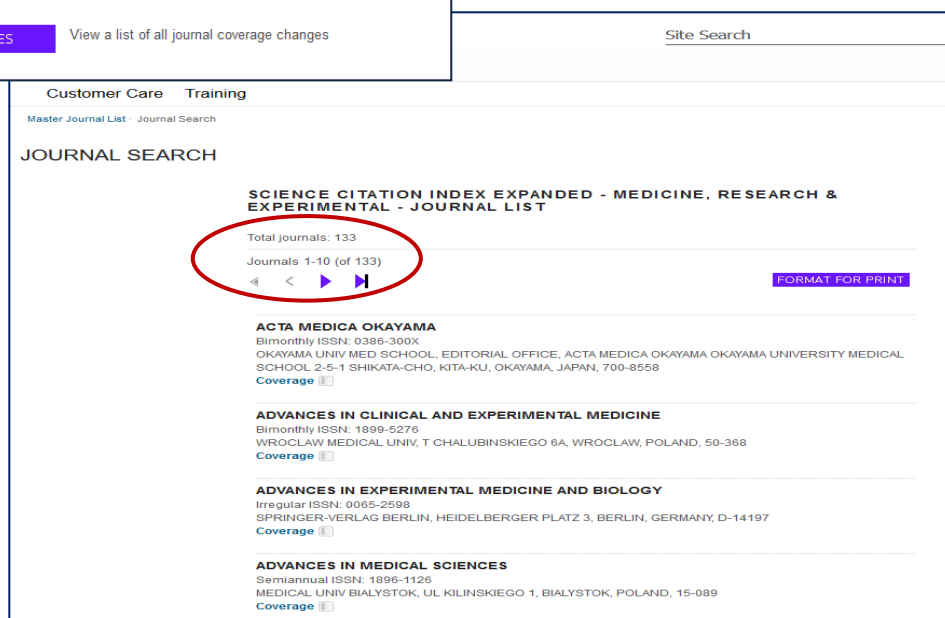 ES
View a list of all journal coverage changes
Site Search
Customer Care Training
Master Journal List · Journal Search
JOURNAL SEARCH
SCIENCE CITATION INDEX EXPANDED - MEDICINE, RESEARCH &
EXPERIMENTAL - JOURNAL LIST
Total journals: 133
Journals 1-10 (of 133)
FORMAT FOR PRINT
ACTA MEDICA OKAYAMA
Bimonthly ISSN: 0386-300X
OKAYAMA UNIV MED SCHOOL, EDITORIAL OFFICE, ACTA MEDICA OKAYAMA OKAYAMA UNIVERSITY MEDICAL
SCHOOL 2-5-1 SHIKATA-CHO, KITA-KU, OKAYAMA, JAPAN, 700-8558
Coverage
ADVANCES IN CLINICAL AND EXPERIMENTAL MEDICINE
Bimonthly ISSN: 1899-5276
WROCLAW MEDICAL UNIV, T CHALUBINSKIEGO 6A, WROCLAW, POLAND, 50-368
Coverage
ADVANCES IN EXPERIMENTAL MEDICINE AND BIOLOGY
Irregular ISSN: 0065-2598
SPRINGER-VERLAG BERLIN, HEIDELBERGER PLATZ 3, BERLIN, GERMANY, D-14197
Coverage
ADVANCES IN MEDICAL SCIENCES
Semiannual ISSN: 1896-1126
MEDICAL UNIV BIALYSTOK, UL KILINSKIEGO 1, BIALYSTOK, POLAND, 15-089
Coverage